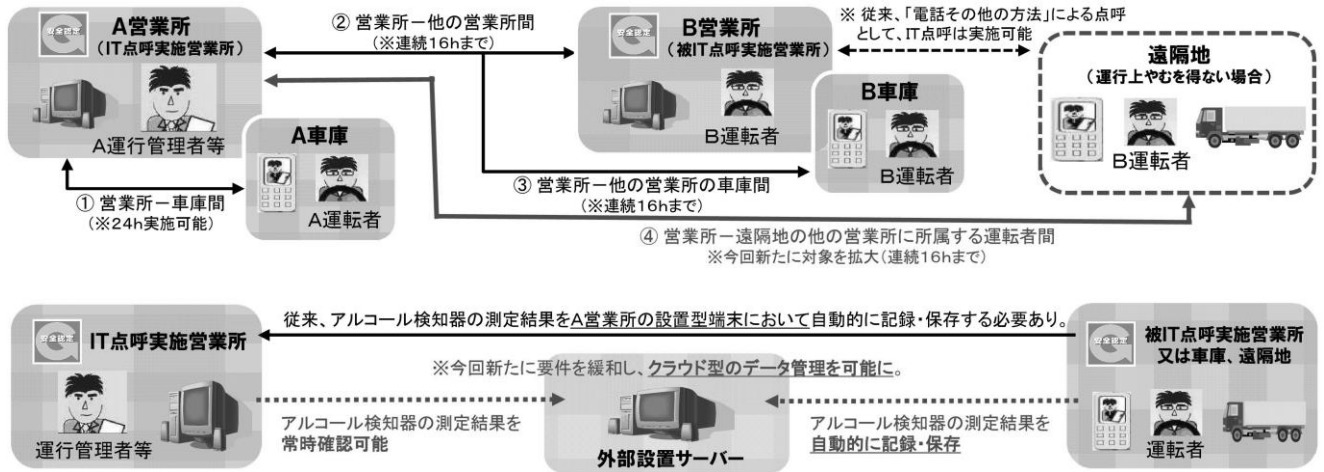 安全認定
A営業所
(IT点呼実施営業所)
A運行管理者等
② 営業所－他の営業所間
(※連続16hまで)
B営業所
(被IT点呼実施営業所)
B運転者
※ 従来、「電話その他の方法」による点呼
として、IT点呼は実施可能
遠隔地
(運行上やむを得ない場合)
B運転者
B車庫
B運転者
A車庫
A運転者
① 営業所－車庫間
(※24h実施可能)
③ 営業所－他の営業所の車庫間
(※連続16hまで)
④ 営業所－遠隔地の他の営業所に所属する運転者間
※今回新たに対象を拡大(連続16hまで)
安全認定
IT点呼実施営業所
運行管理者等
従来、アルコール検知器の測定結果をA営業所の設置型端末において自動的に記録・保存する必要あり。
※今回新たに要件を緩和し、クラウド型のデータ管理を可能に。
アルコール検知器の測定結果を
常時確認可能
外部設置サーバー
アルコール検知器の測定結果を
自動的に記録・保存
安全認定
被IT点呼実施営業所
又は車庫、遠隔地
運転者